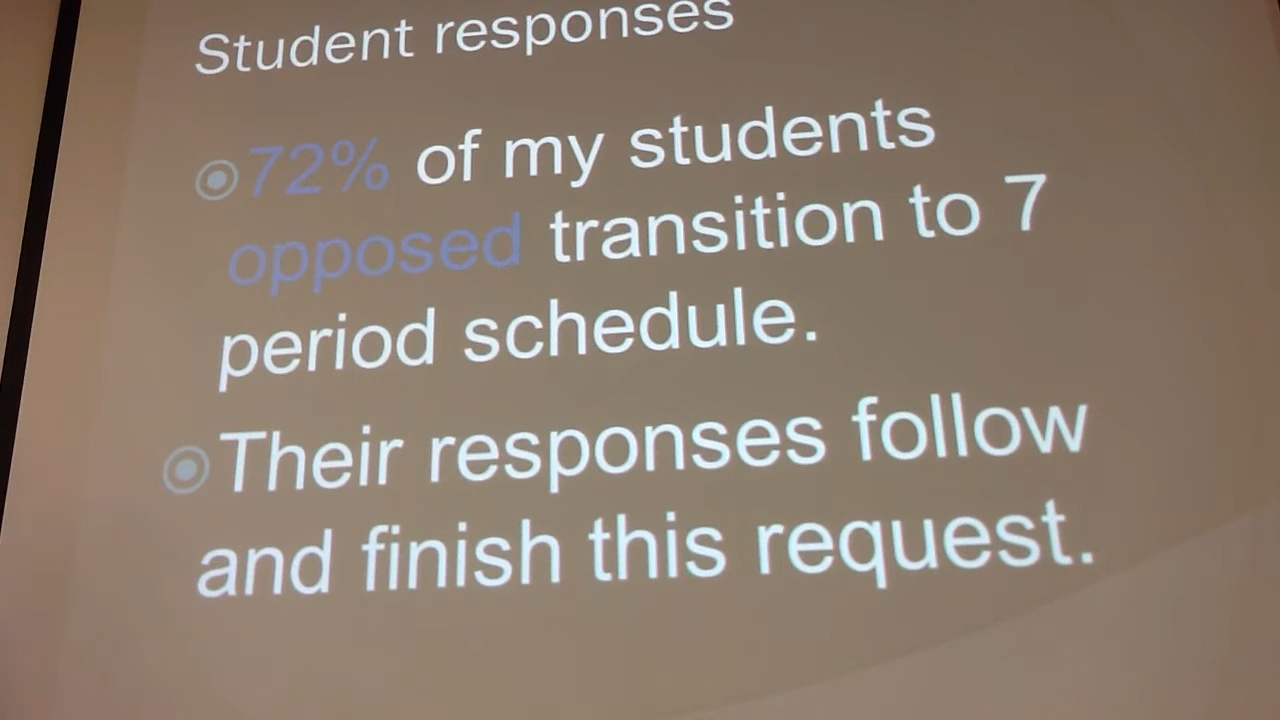 Student responses
72% of my students
opposed transition to 7
period schedule.
Their responses follow
and finish this request.